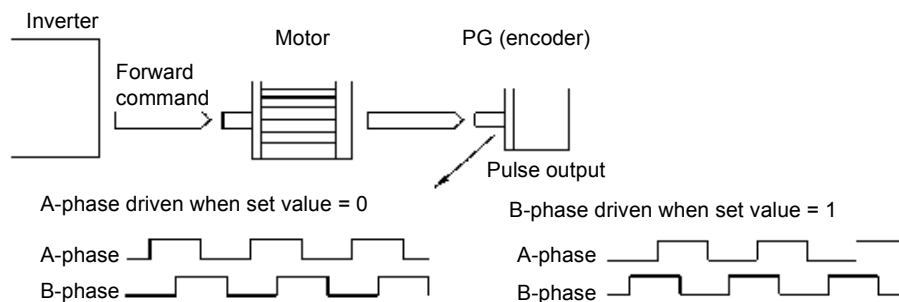 Inverter
Motor
PG (encoder)
Forward
command
Pulse output
A-phase driven when set value = 0
B-phase driven when set value = 1
A-phase
B-phase
A-phase
B-phase